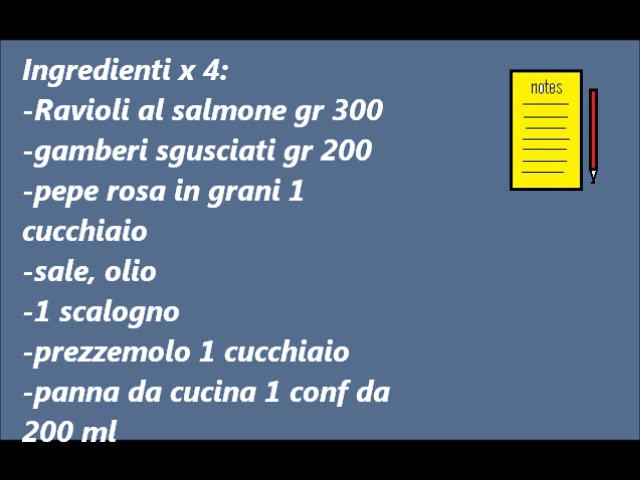 Ingredienti x 4:
-Ravioli al salmone gr 300
-gamberi sgusciati gr 200
-pepe rosa in grani 1
cucchiaio
-sale, olio
-1 scalogno
-prezzemolo 1 cucchiaio
-panna da cucina 1 conf da
200 ml
notes